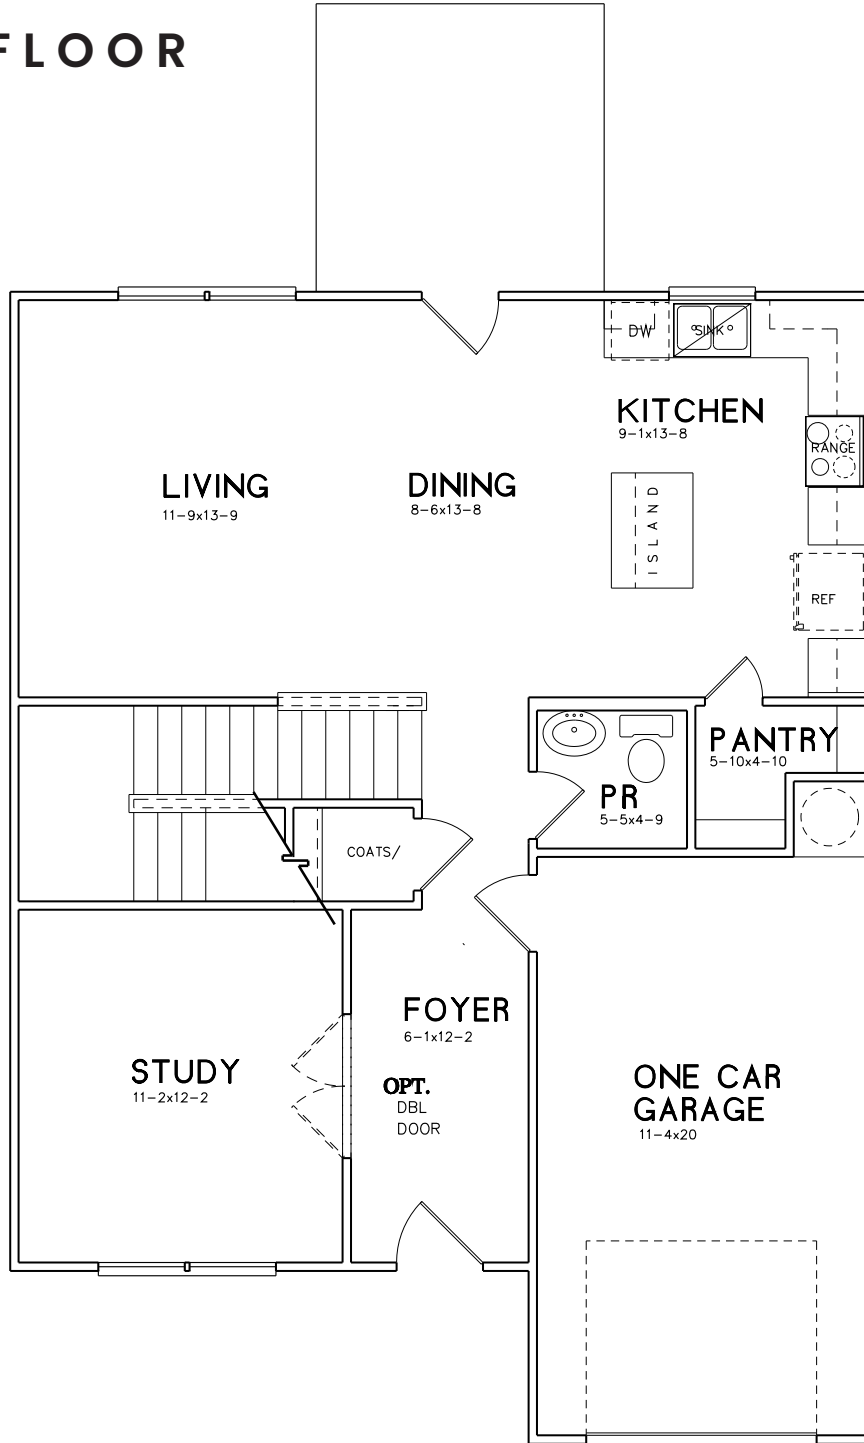 FLOOR
DW
SINK
KITCHEN
9-1x13-8
RANGE
LIVING
11-9x13-9
DINING
8-6x13-8
ISLAND
REF
PANTRY
5-10x4-10
PR
5-5x4-9
COATS/
FOYER
6-1x12-2
STUDY
11-2x12-2
OPT.
DBL
DOOR
ONE CAR
GARAGE
11-4x20